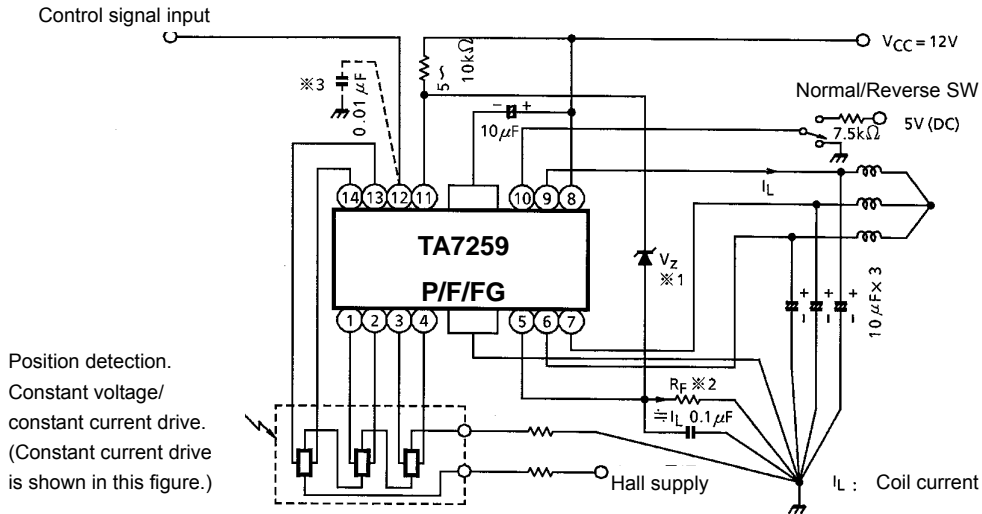 Control signal input
VCC = 12V
5~
10kΩ
※3
0.01 μF
10μF
- +
Normal/Reverse SW
5V (DC)
7.5kΩ
IL
14 13 12 11 10 9 8
TA7259
P/F/FG
VZ
※1
+ + +
- - -
10 μF × 3
1 2 3 4 5 6 7
Position detection.
Constant voltage/
constant current drive.
(Constant current drive
is shown in this figure.)
RF ※2
≒IL 0.1μF
Hall supply
IL : Coil current